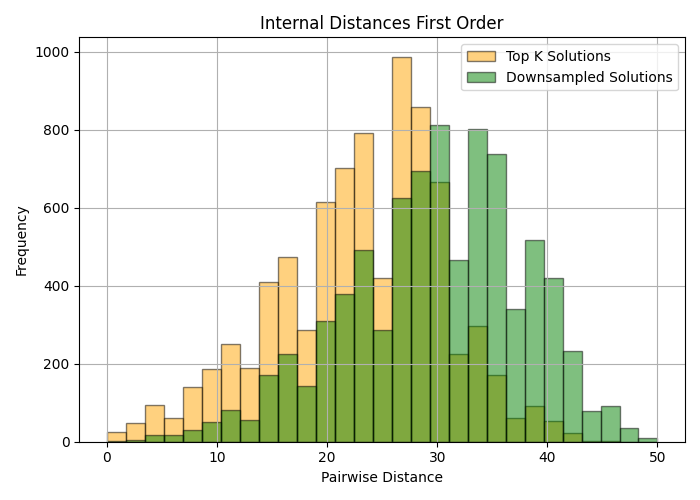 Internal Distances First Order
Top K Solutions
Downsampled Solutions
Frequency
1000
800
600
400
200
0
0 10 20 30 40 50
Pairwise Distance